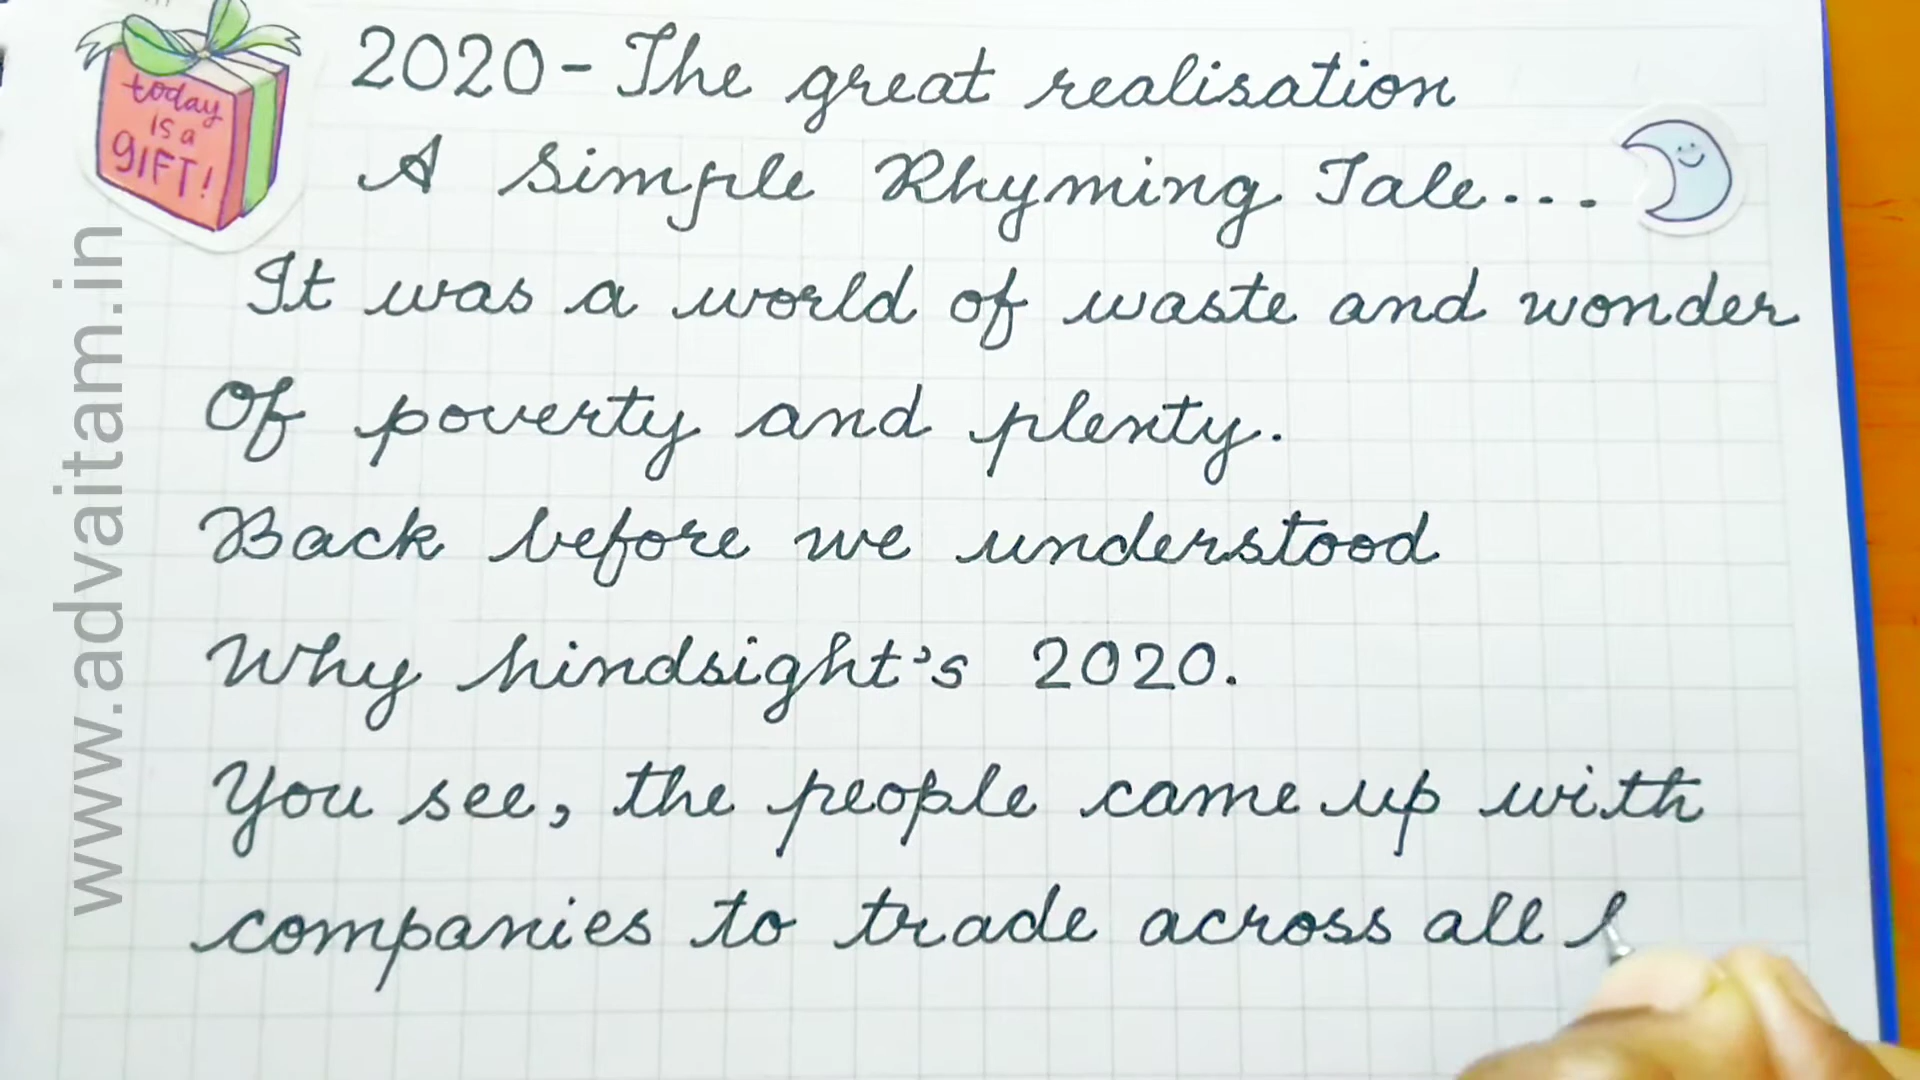 today
is a
GIFT!
2020-The great realisation
A Simple Rhyming Tale...
It was a world of waste and wonder
Of poverty and plenty.
Back before we understood
Why hindsight's 2020.
You see, the people came up with
companies to trade across all l
www.advaitam.in